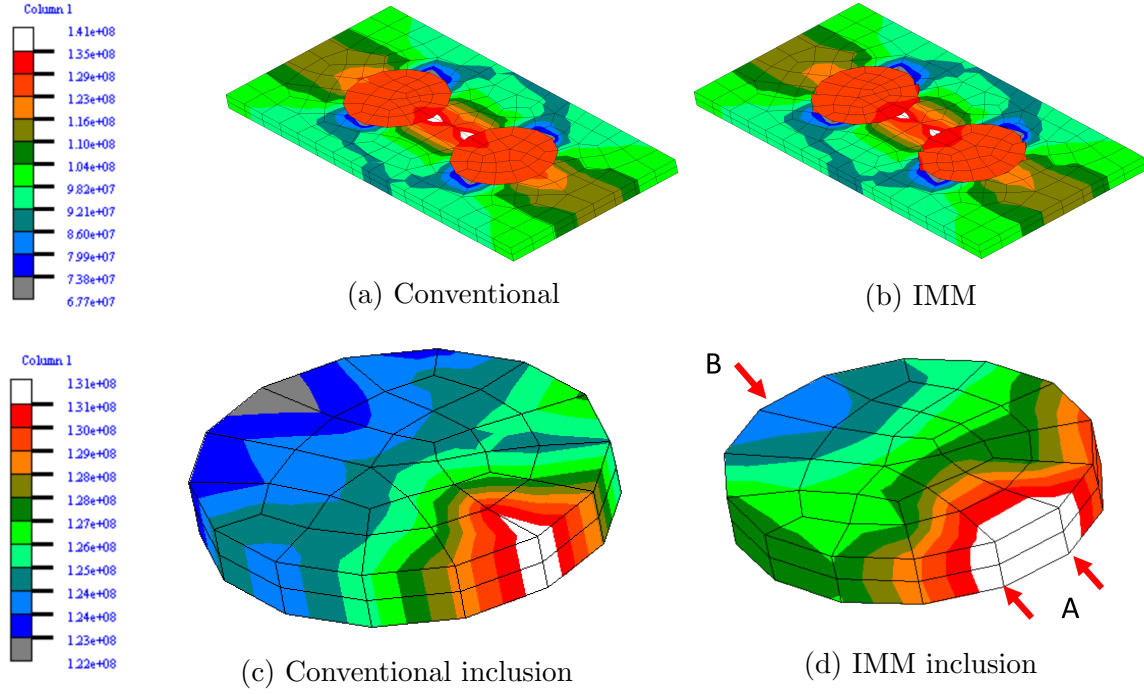 Column 1
1.41e+08
1.35e+08
1.29e+08
1.23e+08
1.16e+08
1.10e+08
1.04e+08
9.82e+07
9.21e+07
8.60e+07
7.99e+07
7.38e+07
6.77e+07
(a) Conventional
(b) IMM
Column 1
1.31e+08
1.31e+08
1.30e+08
1.29e+08
1.28e+08
1.28e+08
1.27e+08
1.26e+08
1.25e+08
1.24e+08
1.24e+08
1.23e+08
1.22e+08
B
A
(c) Conventional inclusion
(d) IMM inclusion